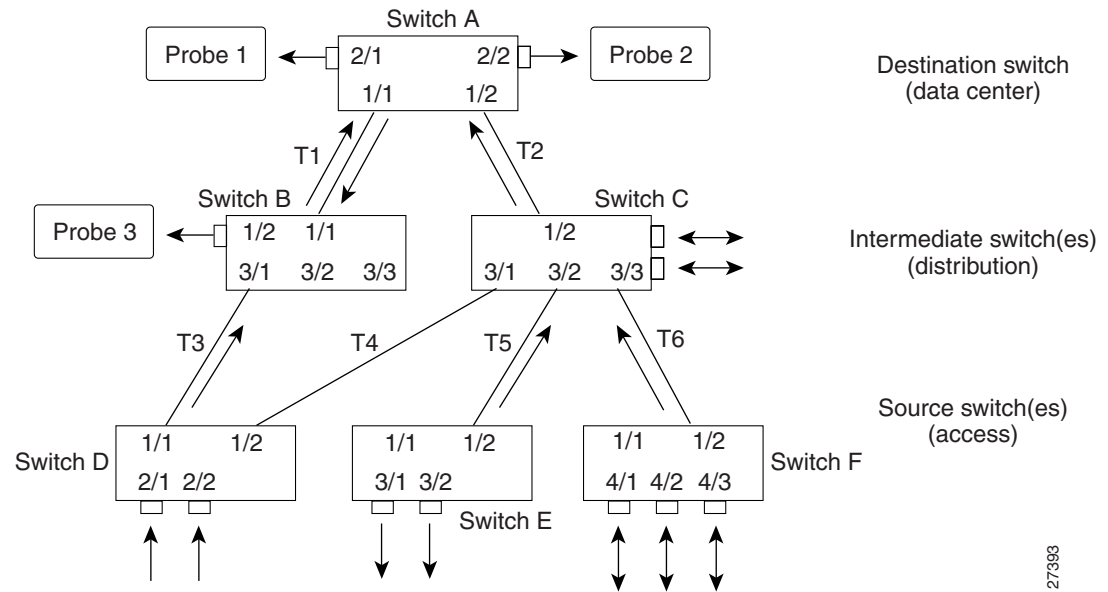 Switch A
Probe 1
2/1 2/2
Probe 2
1/1 1/2
Destination switch
(data center)
T1
T2
Switch B
Switch C
Probe 3
1/2 1/1
1/2
3/1 3/2 3/3
3/1 3/2 3/3
Intermediate switch(es)
(distribution)
T3
T4
T5
T6
Source switch(es)
(access)
Switch D
1/1 1/2
2/1 2/2
1/1 1/2
3/1 3/2
Switch E
1/1 1/2
4/1 4/2 4/3
Switch F
27393